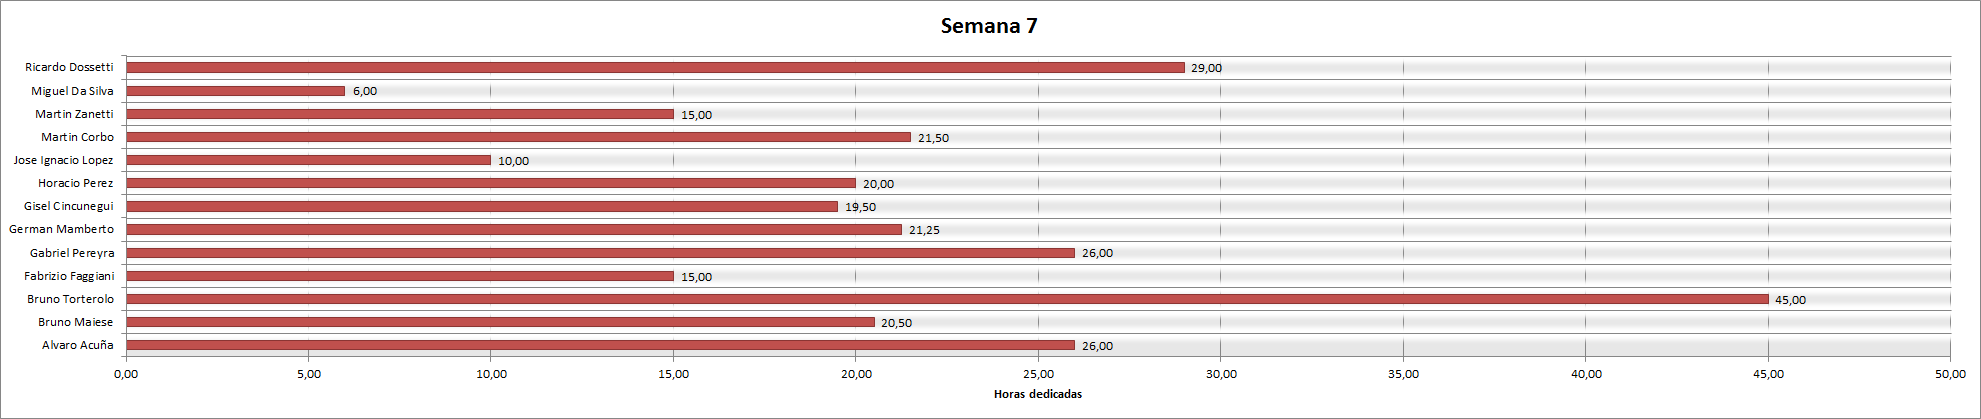 Semana 7
Ricardo Dossetti 29,00
Miguel Da Silva 6,00
Martin Zanetti 15,00
Martin Corbo 21,50
Jose Ignacio Lopez 10,00
Horacio Perez 20,00
Gisel Cincunegui 19,50
German Mamberto 21,25
Gabriel Pereyra 26,00
Fabrizio Faggiani 15,00
Bruno Torterolo 45,00
Bruno Maiese 20,50
Alvaro Acuña 26,00
0,00 5,00 10,00 15,00 20,00 25,00 30,00 35,00 40,00 45,00 50,00
Horas dedicadas